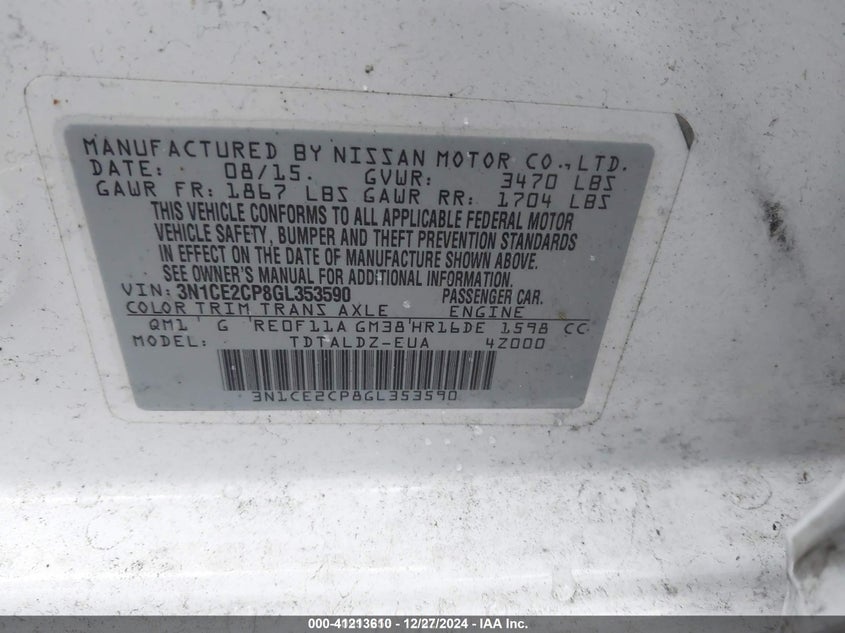 MANUFACTURED BY NISSAN MOTOR CO., LTD.
DATE: 08/15. GVWR: 3470 LBS
GAWR FR: 1867 LBS GAWR RR: 1704 LBS
THIS VEHICLE CONFORMS TO ALL APPLICABLE FEDERAL MOTOR
VEHICLE SAFETY, BUMPER AND THEFT PREVENTION STANDARDS
IN EFFECT ON THE DATE OF MANUFACTURE SHOWN ABOVE.
SEE OWNER'S MANUAL FOR ADDITIONAL INFORMATION.
VIN: 3N1CE2CP8GL353590 PASSENGER CAR.
COLOR TRIM TRANS AXLE ENGINE
QM1 G RE0F11A GM38 HR16DE 1598 CC
MODEL: TDTALDZ-EUA 4Z000
3N1CE2CP8GL353590
000-41213610 - 12/27/2024 - IAA Inc.